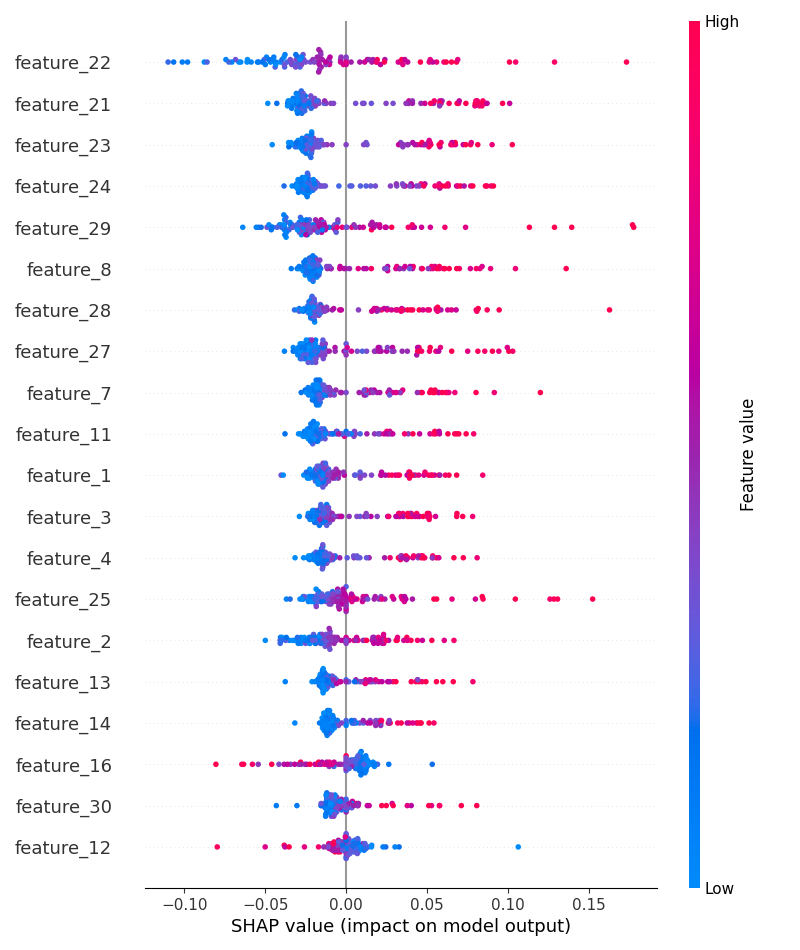 High
feature_22
feature_21
feature_23
feature_24
feature_29
feature_8
feature_28
feature_27
feature_7
feature_11
feature_1
feature_3
feature_4
feature_25
feature_2
feature_13
feature_14
feature_16
feature_30
feature_12
Feature value
Low
−0.10 −0.05 0.00 0.05 0.10 0.15
SHAP value (impact on model output)